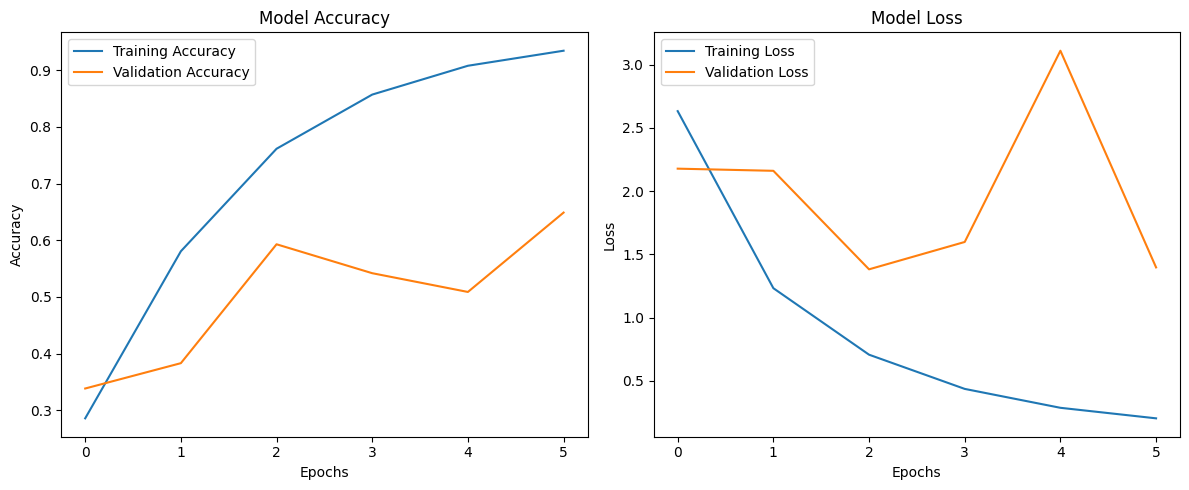 Model Accuracy
Training Accuracy
Validation Accuracy
0.9
0.8
0.7
0.6
0.5
0.4
0.3
Accuracy
0 1 2 3 4 5
Epochs
Model Loss
Training Loss
Validation Loss
3.0
2.5
2.0
1.5
1.0
0.5
Loss
0 1 2 3 4 5
Epochs